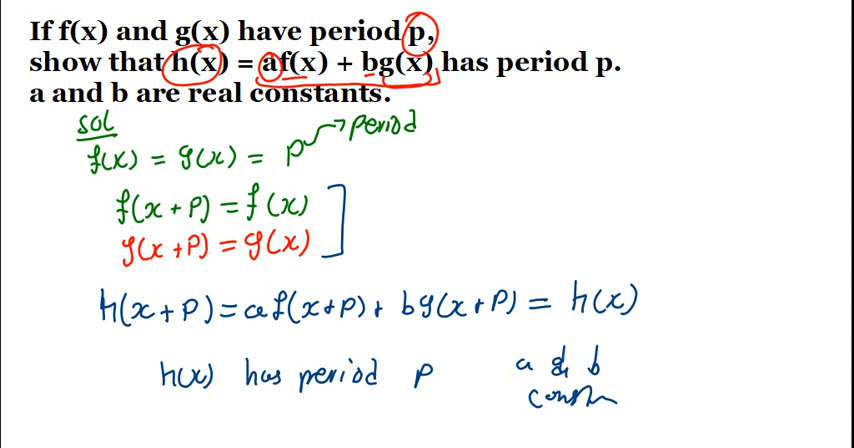 If f(x) and g(x) have period p,
show that h(x) = af(x) + bg(x) has period p.
a and b are real constants.
sol
f(x) = g(x) = p → period
f(x + p) = f(x)
g(x + p) = g(x)
h(x + p) = af(x+p) + bg(x+p) = h(x)
h(x) has period p
a & b